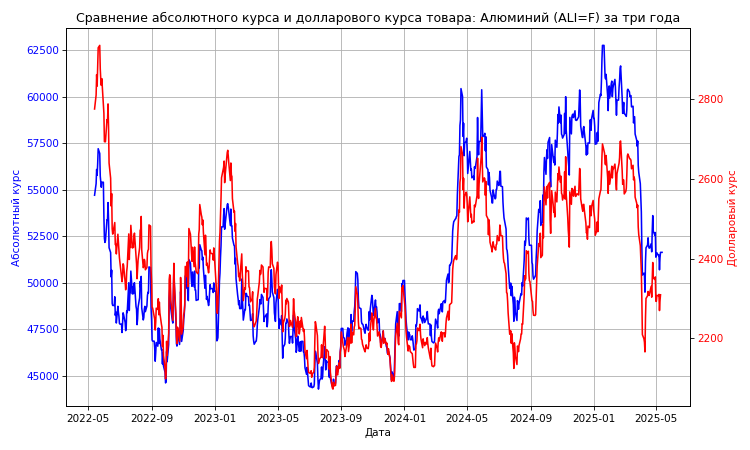 Сравнение абсолютного курса и долларового курса товара: Алюминий (ALI=F) за три года
62500
60000
57500
55000
52500
50000
47500
45000
Абсолютный курс
2800
2600
2400
2200
Долларовый курс
2022-05 2022-09 2023-01 2023-05 2023-09 2024-01 2024-05 2024-09 2025-01 2025-05
Дата